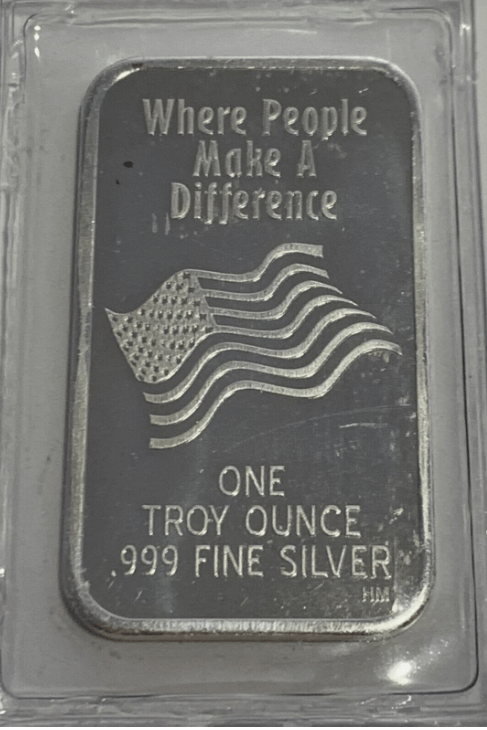 Where People
Make A
Difference
ONE
TROY OUNCE
.999 FINE SILVER
HM